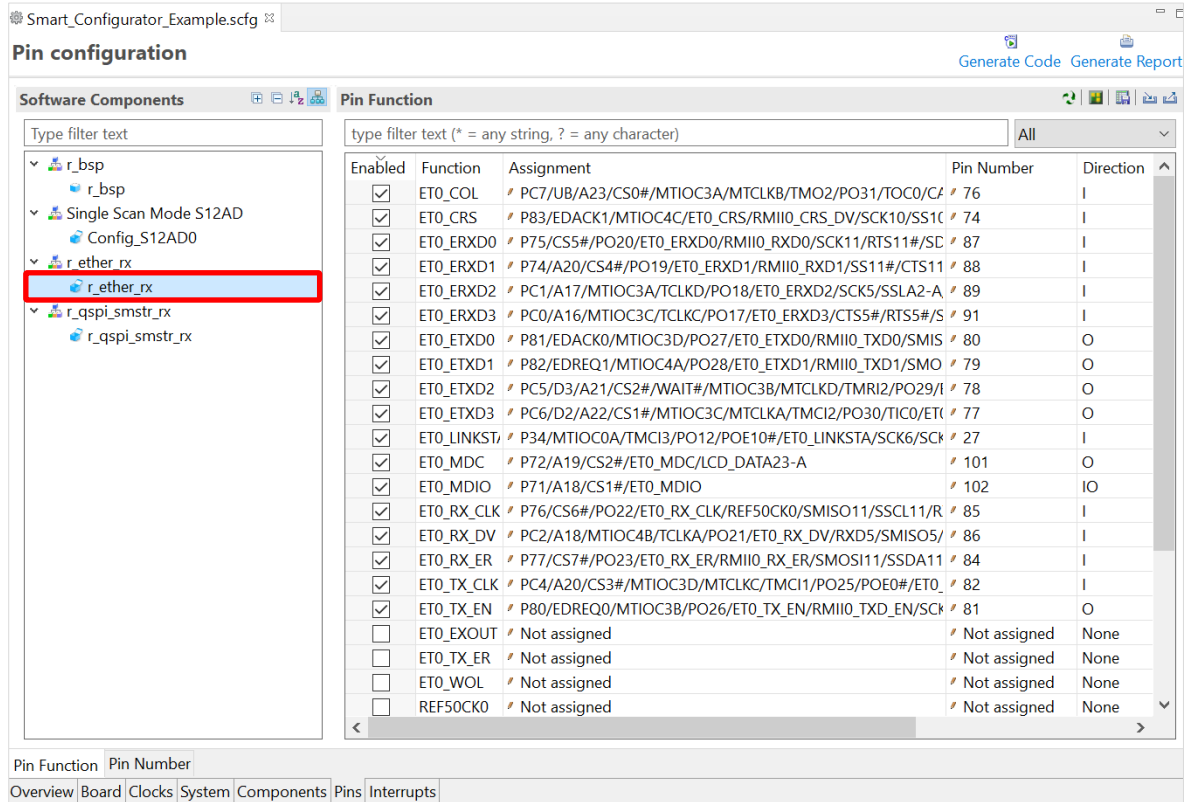 Smart_Configurator_Example.scfg
Pin configuration
Generate Code Generate Report
Software Components
Type filter text
r_bsp
r_bsp
Single Scan Mode S12AD
Config_S12AD0
r_ether_rx
r_ether_rx
r_qspi_smstr_rx
r_qspi_smstr_rx
Pin Function
type filter text (* = any string, ? = any character) All
Enabled Function Assignment Pin Number Direction
ET0_COL PC7/UB/A23/CS0#/MTIOC3A/MTCLKB/TMO2/PO31/TOC0/CA 76 I
ET0_CRS P83/EDACK1/MTIOC4C/ET0_CRS/RMII0_CRS_DV/SCK10/SS10 74 I
ET0_ERXD0 P75/CS5#/PO20/ET0_ERXD0/RMII0_RXD0/SCK11/RTS11#/SD 87 I
ET0_ERXD1 P74/A20/CS4#/PO19/ET0_ERXD1/RMII0_RXD1/SS11#/CTS11 88 I
ET0_ERXD2 PC1/A17/MTIOC3A/TCLKD/PO18/ET0_ERXD2/SCK5/SSLA2-A, 89 I
ET0_ERXD3 PC0/A16/MTIOC3C/TCLKC/PO17/ET0_ERXD3/CTS5#/RTS5#/S 91 I
ET0_ETXD0 P81/EDACK0/MTIOC3D/PO27/ET0_ETXD0/RMII0_TXD0/SMIS 80 O
ET0_ETXD1 P82/EDREQ1/MTIOC4A/PO28/ET0_ETXD1/RMII0_TXD1/SMO 79 O
ET0_ETXD2 PC5/D3/A21/CS2#/WAIT#/MTIOC3B/MTCLKD/TMRI2/PO29/E 78 O
ET0_ETXD3 PC6/D2/A22/CS1#/MTIOC3C/MTCLKA/TMCI2/PO30/TIC0/ET0 77 O
ET0_LINKSTA P34/MTIOC0A/TMCI3/PO12/POE10#/ET0_LINKSTA/SCK6/SCK 27 I
ET0_MDC P72/A19/CS2#/ET0_MDC/LCD_DATA23-A 101 O
ET0_MDIO P71/A18/CS1#/ET0_MDIO 102 IO
ET0_RX_CLK P76/CS6#/PO22/ET0_RX_CLK/REF50CK0/SMISO11/SSCL11/R 85 I
ET0_RX_DV PC2/A18/MTIOC4B/TCLKA/PO21/ET0_RX_DV/RXD5/SMISO5/ 86 I
ET0_RX_ER P77/CS7#/PO23/ET0_RX_ER/RMII0_RX_ER/SMOSI11/SSDA11 84 I
ET0_TX_CLK PC4/A20/CS3#/MTIOC3D/MTCLKC/TMCI1/PO25/POE0#/ET0_ 82 I
ET0_TX_EN P80/EDREQ0/MTIOC3B/PO26/ET0_TX_EN/RMII0_TXD_EN/SCK 81 O
ET0_EXOUT Not assigned Not assigned None
ET0_TX_ER Not assigned Not assigned None
ET0_WOL Not assigned Not assigned None
REF50CK0 Not assigned Not assigned None
Pin Function Pin Number
Overview Board Clocks System Components Pins Interrupts